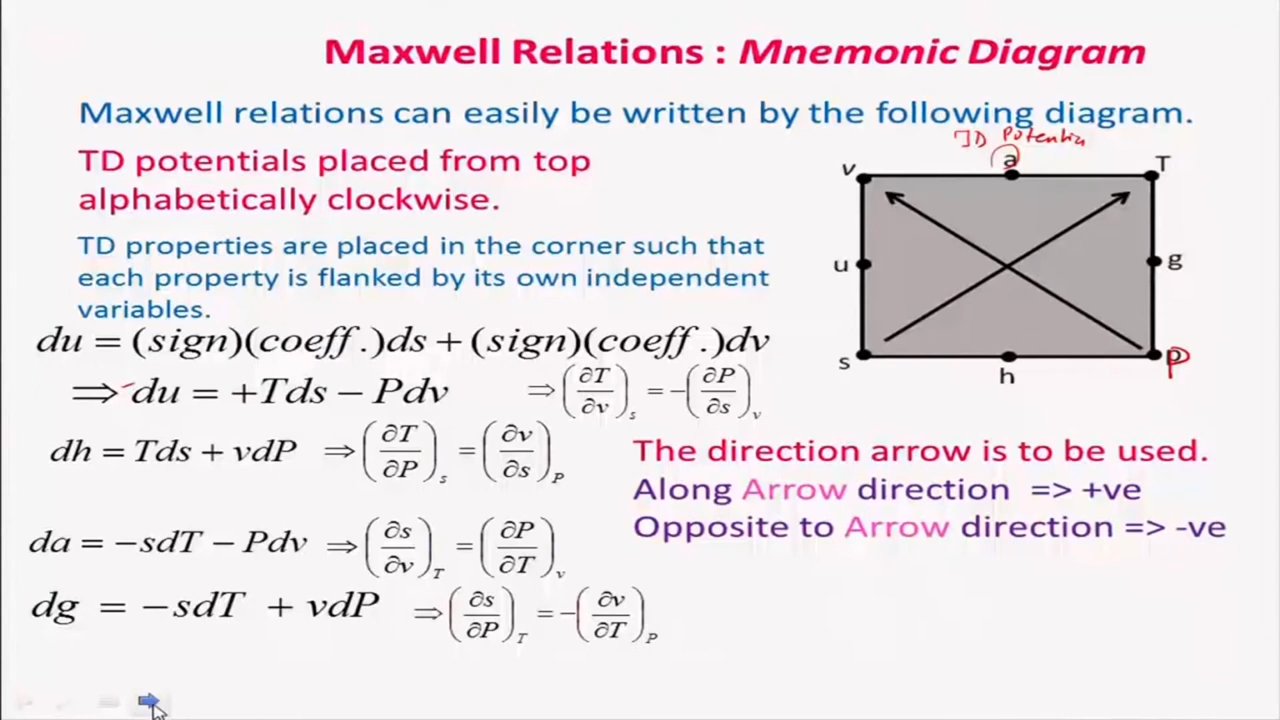 Maxwell Relations : Mnemonic Diagram
Maxwell relations can easily be written by the following diagram.
TD potentials placed from top
alphabetically clockwise.
TD properties are placed in the corner such that
each property is flanked by its own independent
variables.
du = (sign)(coeff.)ds + (sign)(coeff.)dv
⇒ du = +Tds − Pdv ⇒ (∂T/∂v)_s = −(∂P/∂s)_v
dh = Tds + vdP ⇒ (∂T/∂P)_s = (∂v/∂s)_P
da = −sdT − Pdv ⇒ (∂s/∂v)_T = (∂P/∂T)_v
dg = −sdT + vdP ⇒ (∂s/∂P)_T = −(∂v/∂T)_P
TD
v a T
u g
s h P
The direction arrow is to be used.
Along Arrow direction => +ve
Opposite to Arrow direction => -ve